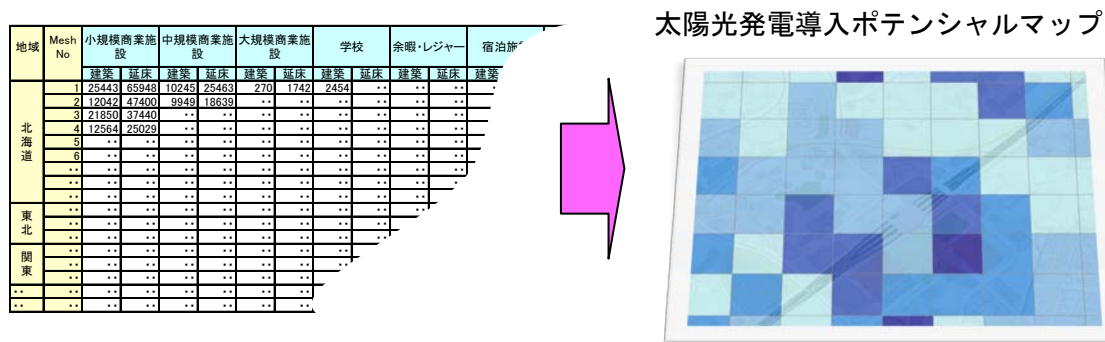 太陽光発電導入ポテンシャルマップ
地域 Mesh No 小規模商業施設 中規模商業施設 大規模商業施設 学校 余暇・レジャー
建築 延床 建築 延床 建築 延床 建築 延床 建築 延床
北海道 1 25443 65948 10245 25463 270 1742 2454 ‥ ‥ ‥
2 12042 47400 9949 18639 ‥ ‥ ‥ ‥ ‥ ‥
3 21850 37440 ‥ ‥ ‥ ‥ ‥ ‥ ‥ ‥
4 12564 25029 ‥ ‥ ‥ ‥ ‥ ‥ ‥ ‥
5 ‥ ‥ ‥ ‥ ‥ ‥ ‥ ‥ ‥ ‥
6 ‥ ‥ ‥ ‥ ‥ ‥ ‥ ‥ ‥ ‥
東北
関東